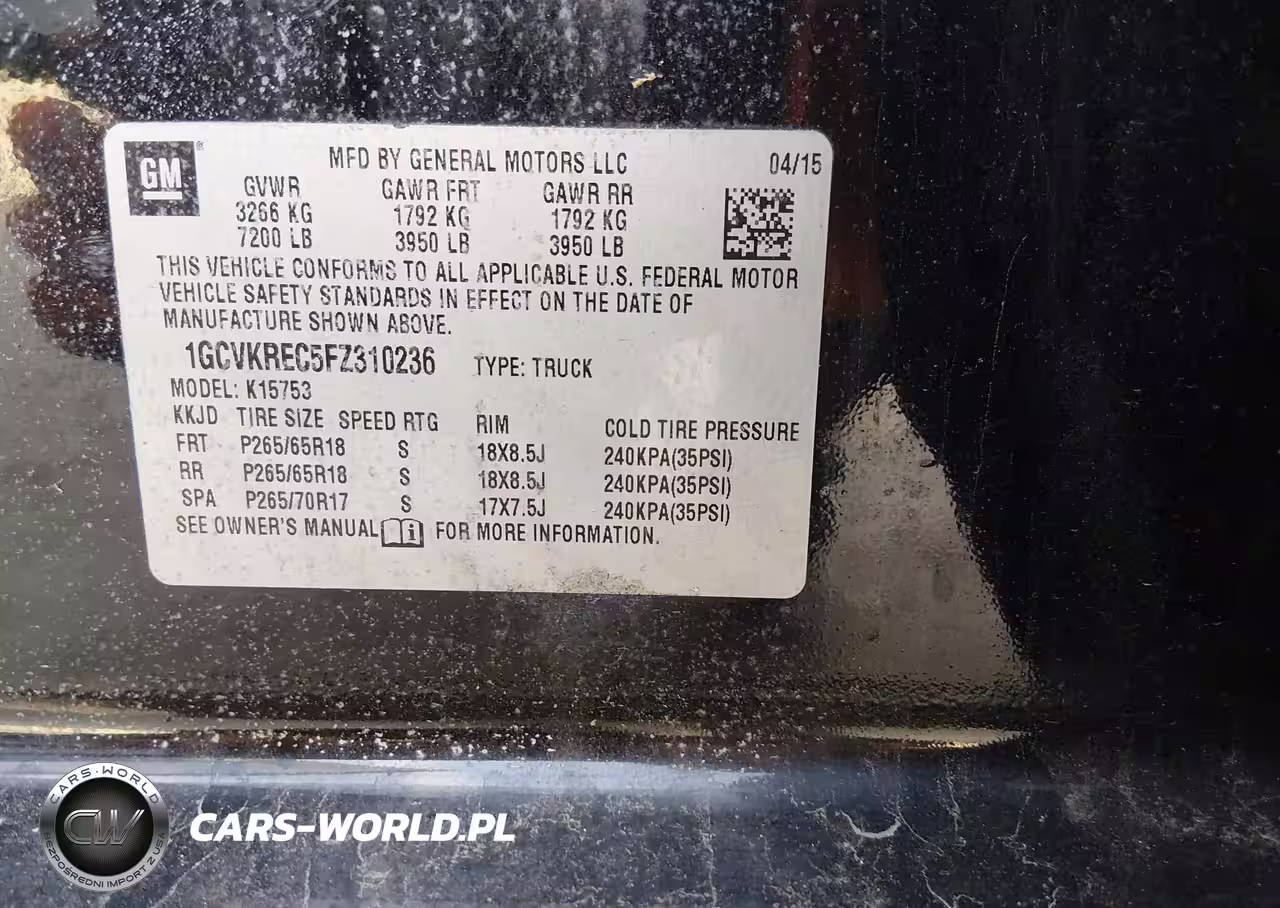 GM ®
MFD BY GENERAL MOTORS LLC 04/15
GVWR GAWR FRT GAWR RR
3266 KG 1792 KG 1792 KG
7200 LB 3950 LB 3950 LB
THIS VEHICLE CONFORMS TO ALL APPLICABLE U.S. FEDERAL MOTOR
VEHICLE SAFETY STANDARDS IN EFFECT ON THE DATE OF
MANUFACTURE SHOWN ABOVE.
1GCVKREC5FZ310236 TYPE: TRUCK
MODEL: K15753
KKJD TIRE SIZE SPEED RTG RIM COLD TIRE PRESSURE
FRT P265/65R18 S 18X8.5J 240KPA(35PSI)
RR P265/65R18 S 18X8.5J 240KPA(35PSI)
SPA P265/70R17 S 17X7.5J 240KPA(35PSI)
SEE OWNER'S MANUAL i FOR MORE INFORMATION.
CARS-WORLD
CW
BEZPOŚREDNI IMPORT Z USA
CARS-WORLD.PL